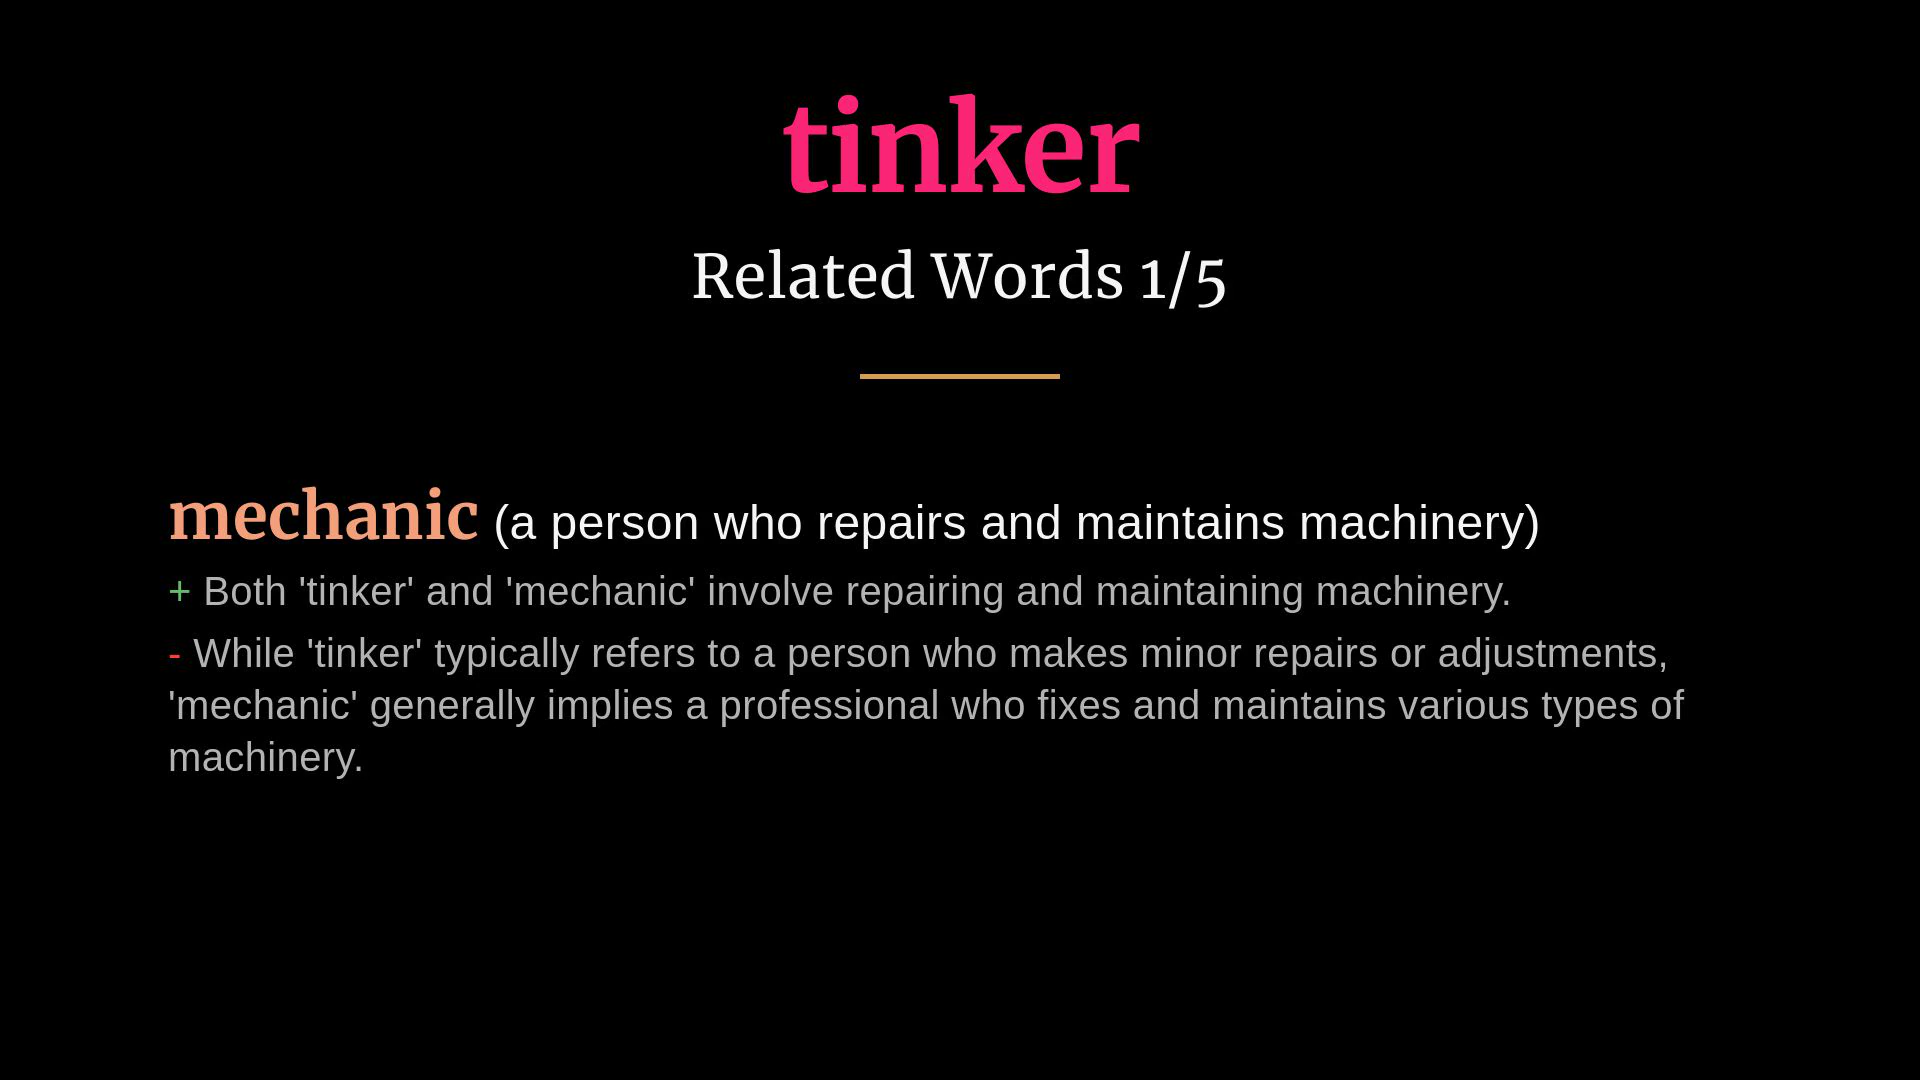 tinker
Related Words 1/5
mechanic (a person who repairs and maintains machinery)
+ Both 'tinker' and 'mechanic' involve repairing and maintaining machinery.
- While 'tinker' typically refers to a person who makes minor repairs or adjustments,
'mechanic' generally implies a professional who fixes and maintains various types of
machinery.